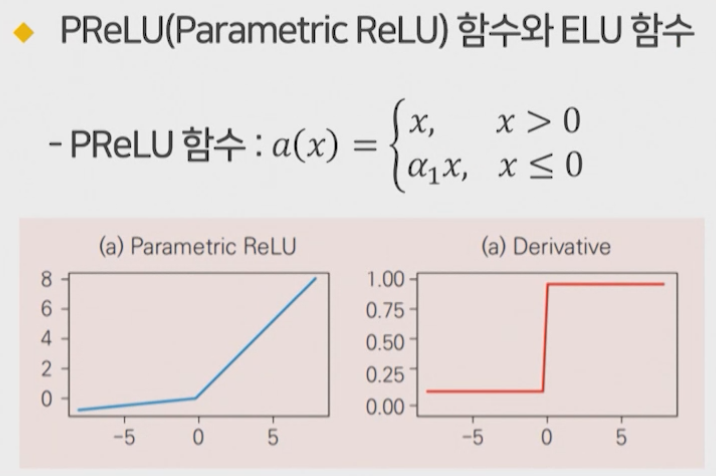 ◆ PReLU(Parametric ReLU) 함수와 ELU 함수
- PReLU 함수 : a(x) = { x, x > 0
α₁x, x ≤ 0
(a) Parametric ReLU
8
6
4
2
0
-5 0 5
(a) Derivative
1.00
0.75
0.50
0.25
0.00
-5 0 5